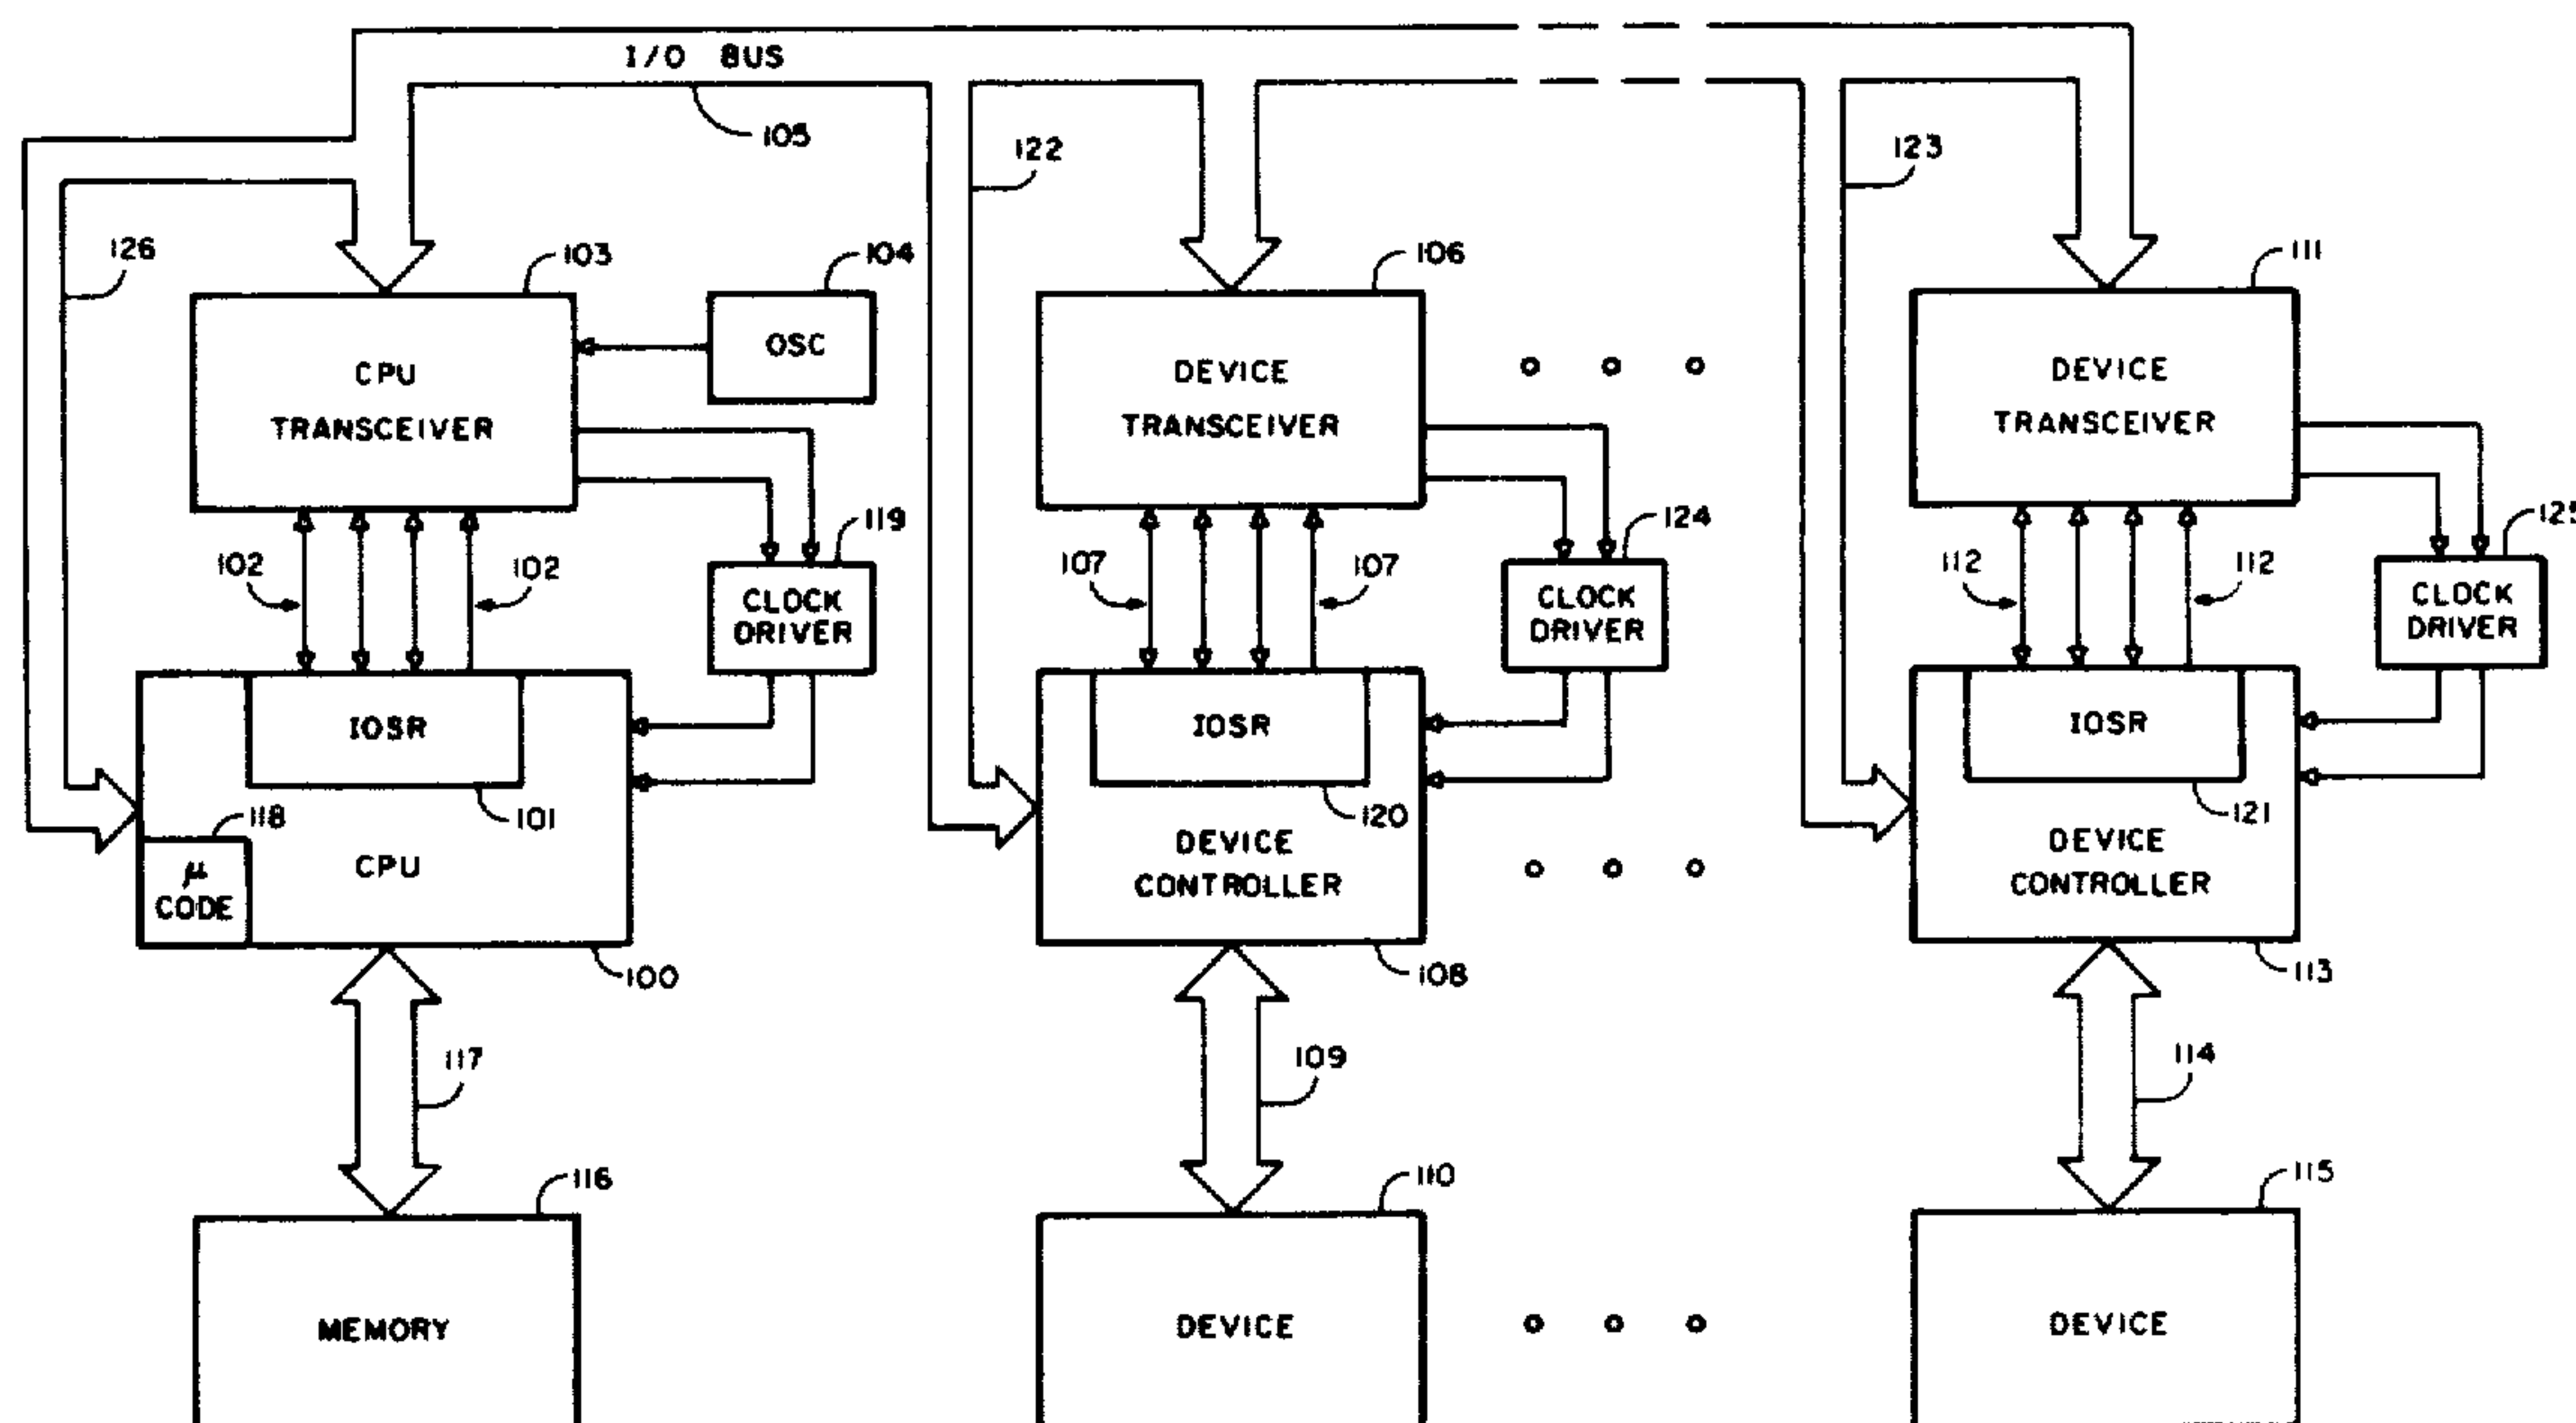 I/O BUS
105
122
123
126
103
104
106
111
CPU
TRANSCEIVER
OSC
DEVICE
TRANSCEIVER
DEVICE
TRANSCEIVER
102
102
119
107
107
124
112
112
CLOCK
DRIVER
CLOCK
DRIVER
CLOCK
DRIVER
IOSR
IOSR
IOSR
101
120
121
118
μ
CODE
CPU
DEVICE
CONTROLLER
DEVICE
CONTROLLER
100
108
113
117
109
114
116
110
115
MEMORY
DEVICE
DEVICE